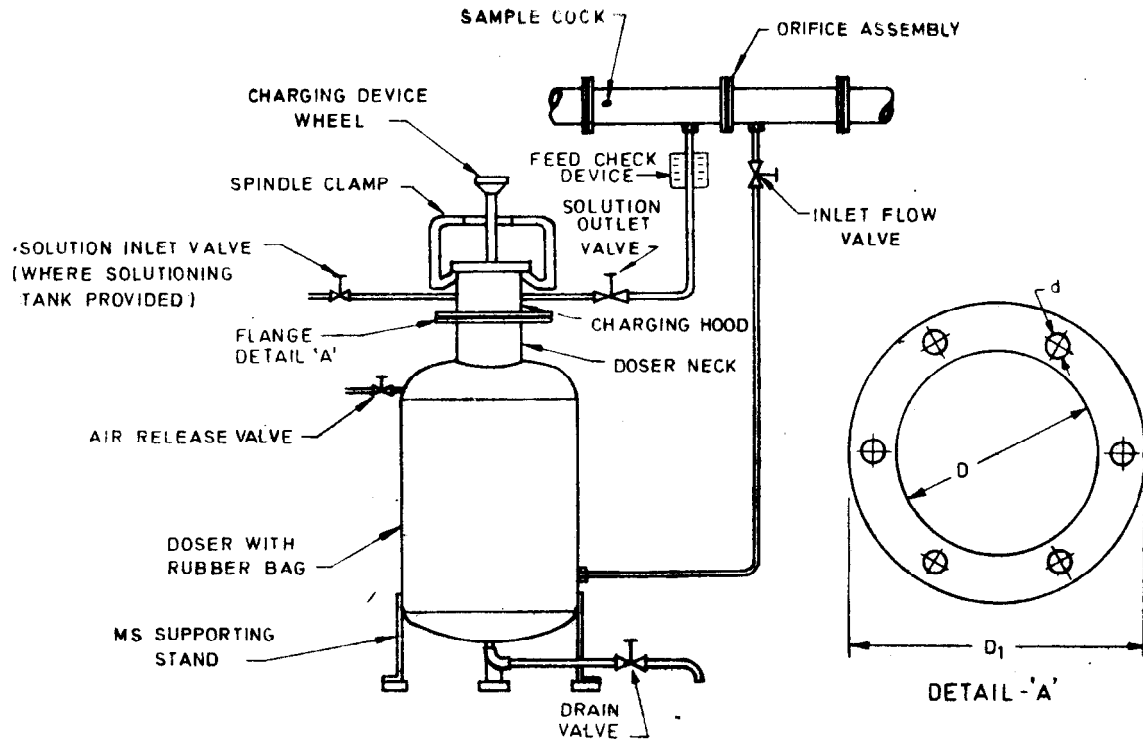 SAMPLE COCK
ORIFICE ASSEMBLY
CHARGING DEVICE
WHEEL
FEED CHECK
DEVICE
SPINDLE CLAMP
SOLUTION
OUTLET
VALVE
INLET FLOW
VALVE
SOLUTION INLET VALVE
(WHERE SOLUTIONING
TANK PROVIDED)
FLANGE
DETAIL 'A'
CHARGING HOOD
DOSER NECK
d
AIR RELEASE VALVE
D
DOSER WITH
RUBBER BAG
MS SUPPORTING
STAND
D1
DRAIN
VALVE
DETAIL-'A'